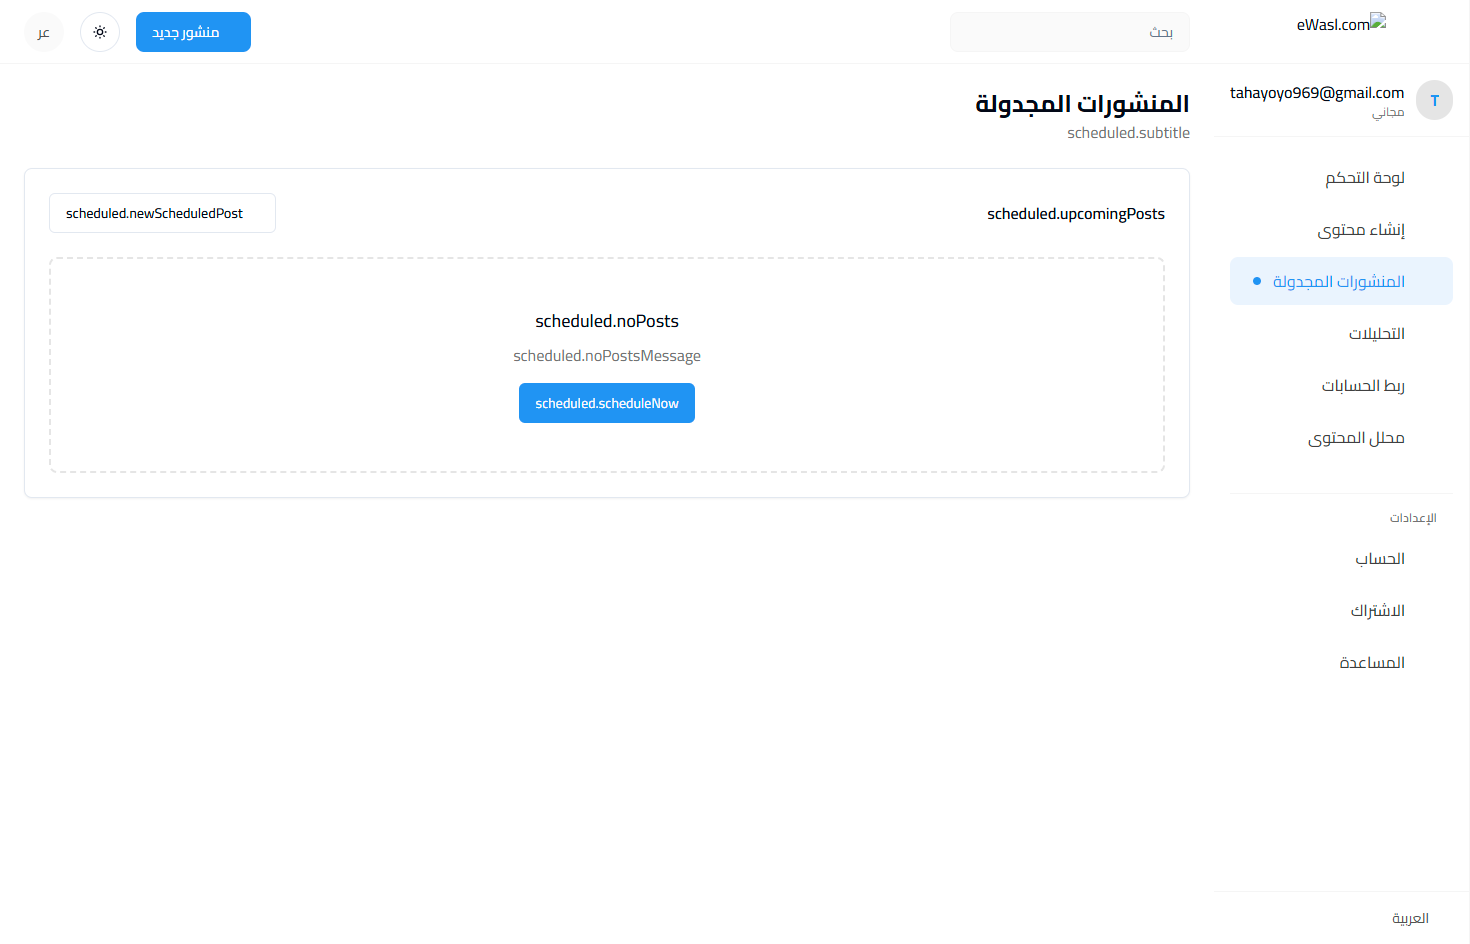 eWasl.com
بحث
منشور جديد
عر
T
tahayoyo969@gmail.com
مجاني
لوحة التحكم
إنشاء محتوى
المنشورات المجدولة
التحليلات
ربط الحسابات
محلل المحتوى
الإعدادات
الحساب
الاشتراك
المساعدة
العربية
المنشورات المجدولة
scheduled.subtitle
scheduled.upcomingPosts
scheduled.newScheduledPost
scheduled.noPosts
scheduled.noPostsMessage
scheduled.scheduleNow